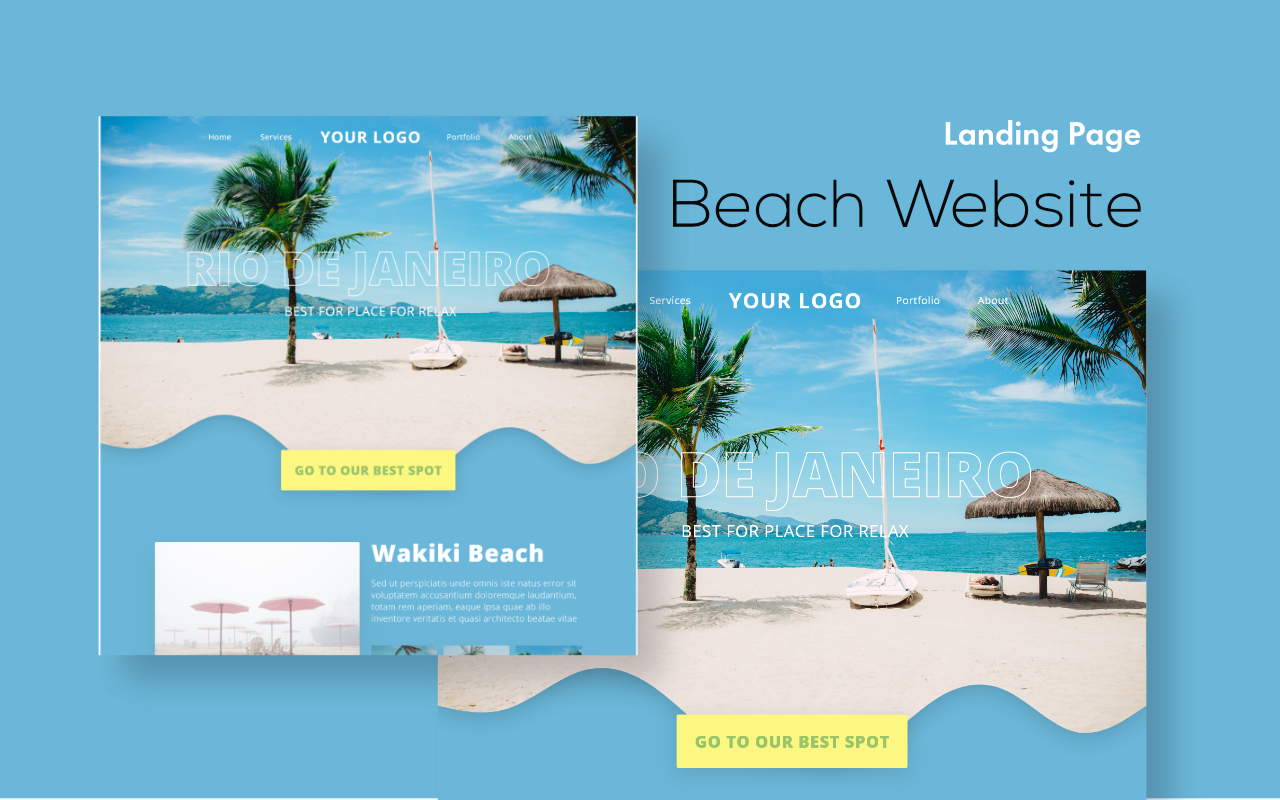 Landing Page
Beach Website
Home Services YOUR LOGO Portfolio About
RIO DE JANEIRO
BEST FOR PLACE FOR RELAX
GO TO OUR BEST SPOT
Wakiki Beach
Sed ut perspiciatis unde omnis iste natus error sit
voluptatem accusantium doloremque laudantium,
totam rem aperiam, eaque ipsa quae ab illo
inventore veritatis et quasi architecto beatae vitae
Services YOUR LOGO Portfolio About
O DE JANEIRO
BEST FOR PLACE FOR RELAX
GO TO OUR BEST SPOT